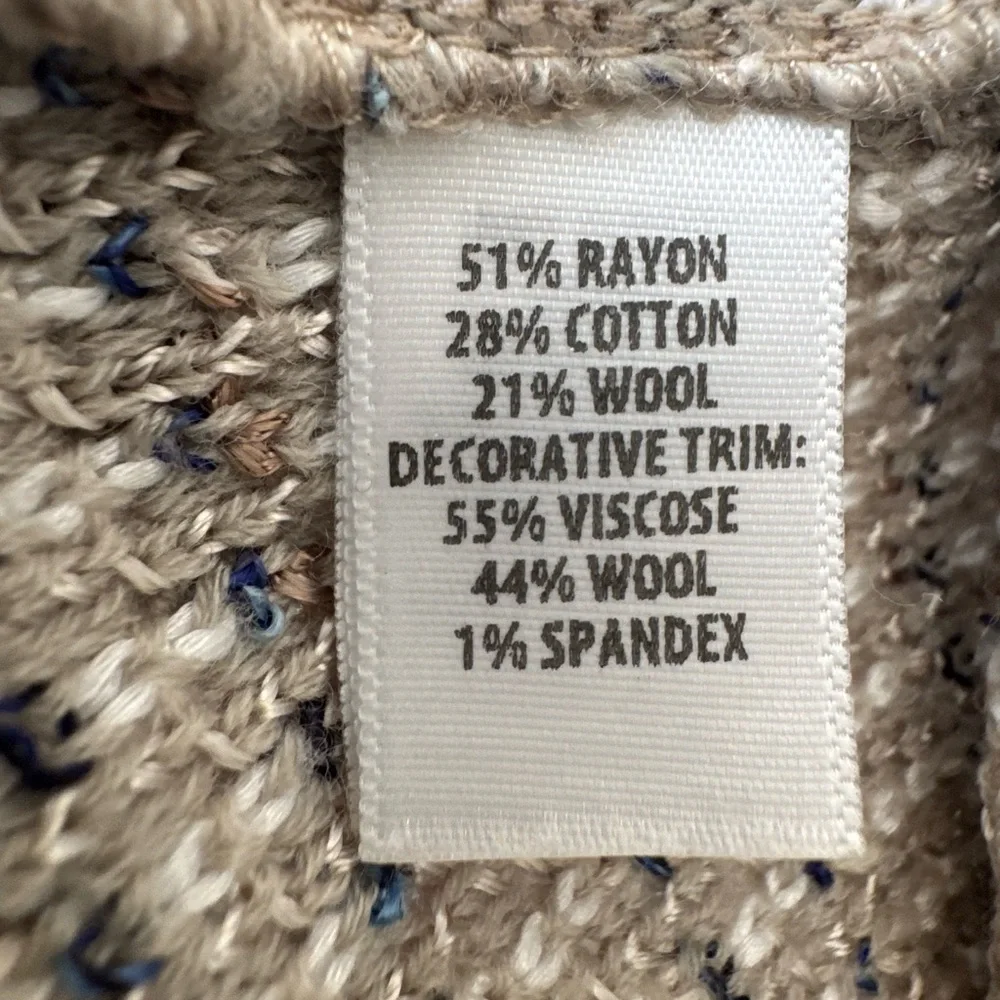 51% RAYON
28% COTTON
21% WOOL
DECORATIVE TRIM:
55% VISCOSE
44% WOOL
1% SPANDEX